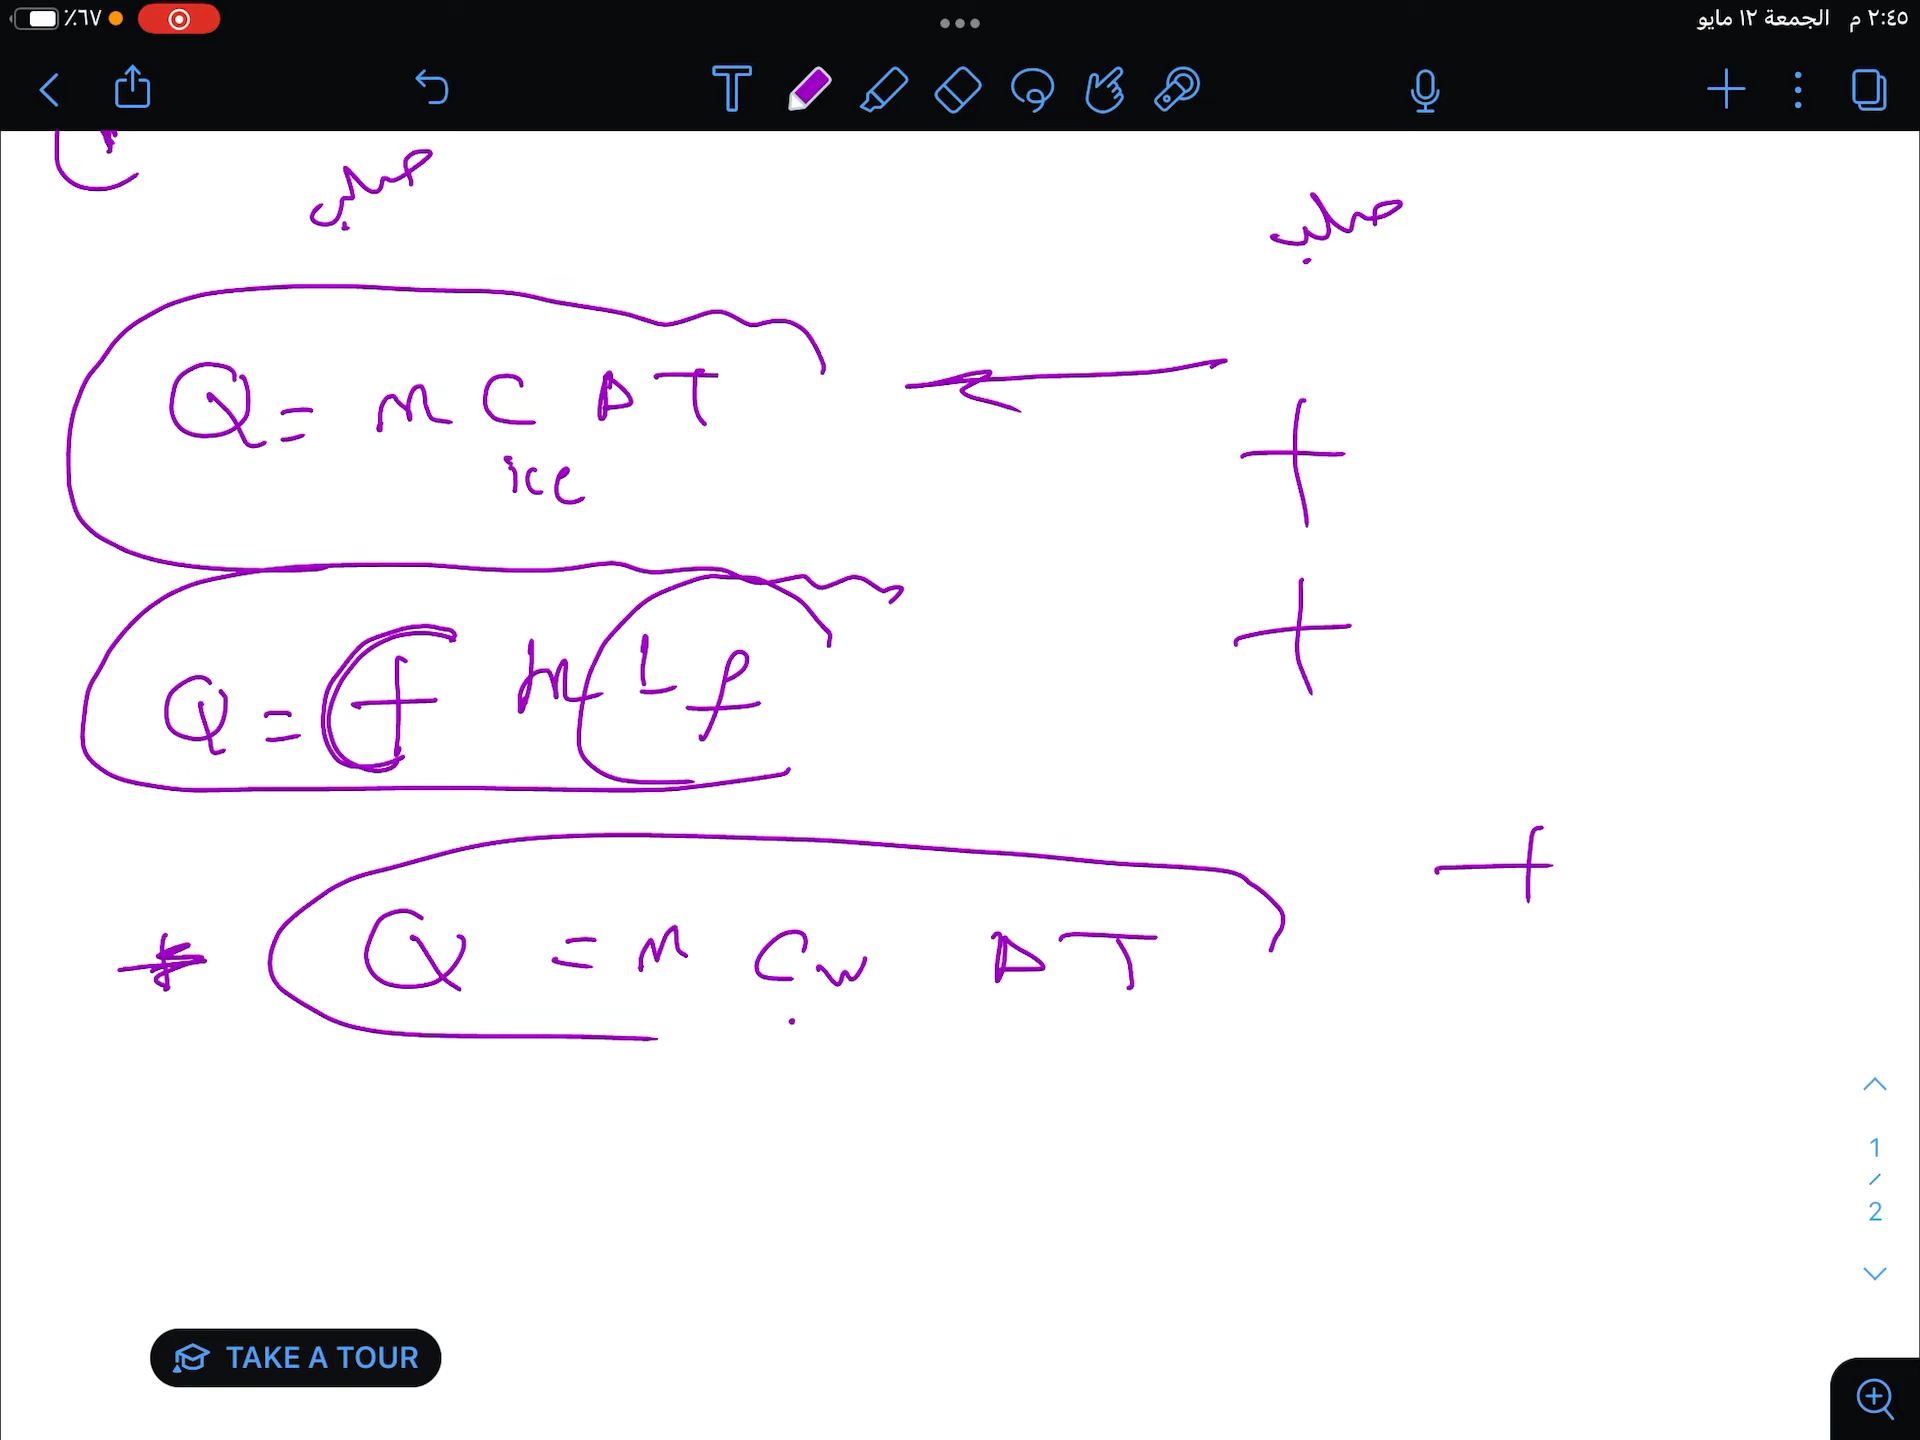 ٪٦٧
٢:٤٥ م الجمعة ١٢ مايو
صلب
صلب
Q = m C ΔT
ice
+
Q = + m Lf
+
+
* Q = m Cw ΔT
1
/
2
TAKE A TOUR